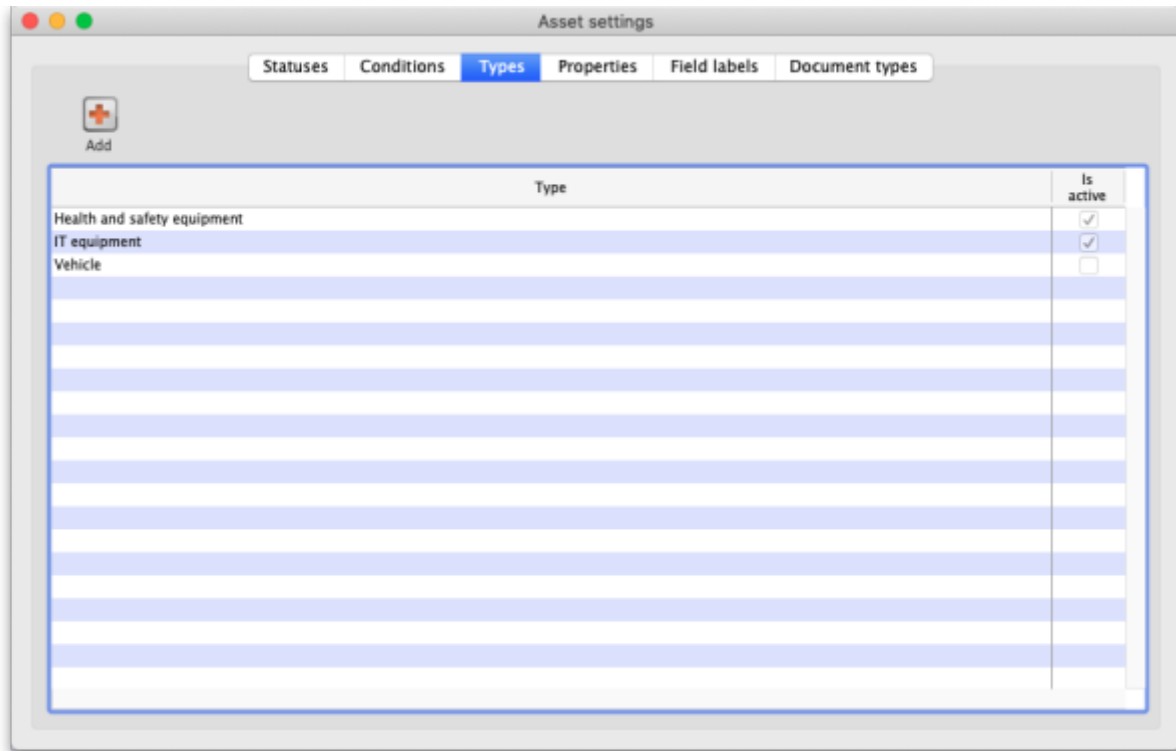 Asset settings
Statuses Conditions Types Properties Field labels Document types
Add
Type Is active
Health and safety equipment
IT equipment
Vehicle